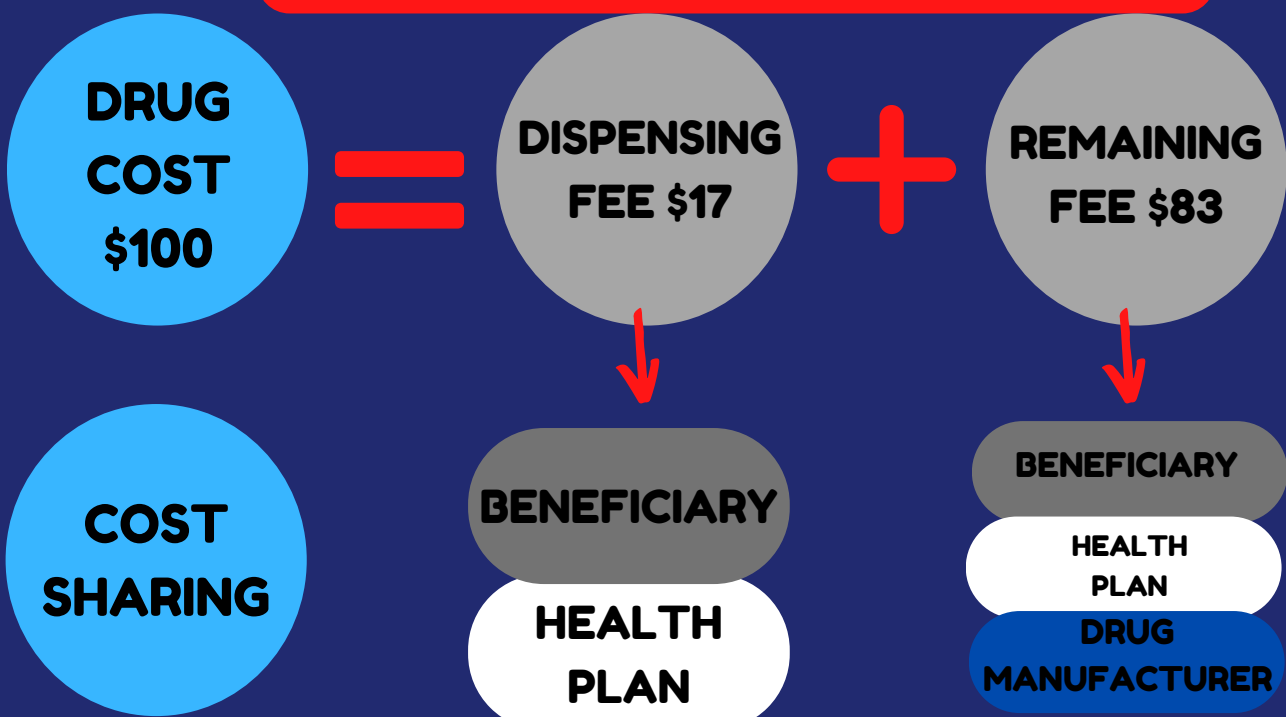 DRUG
COST
$100
=
DISPENSING
FEE $17
+
REMAINING
FEE $83
COST
SHARING
BENEFICIARY
HEALTH
PLAN
BENEFICIARY
HEALTH
PLAN
DRUG
MANUFACTURER